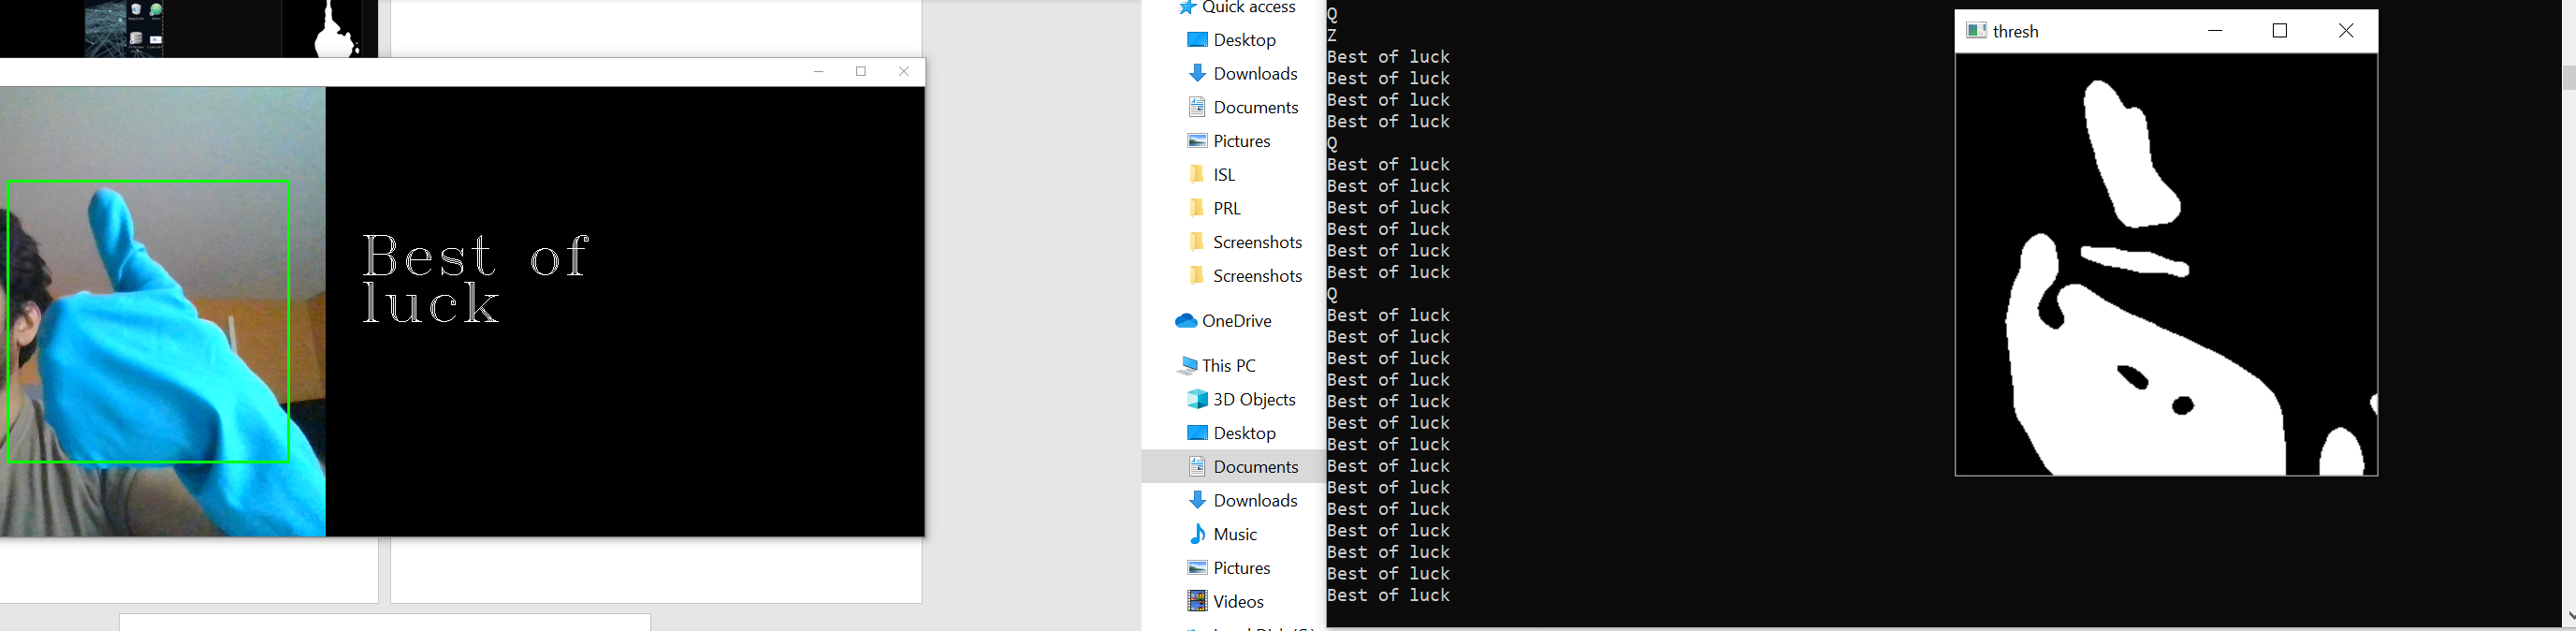 Best of
luck
Quick access
Desktop
Downloads
Documents
Pictures
ISL
PRL
Screenshots
Screenshots
OneDrive
This PC
3D Objects
Desktop
Documents
Downloads
Music
Pictures
Videos
Q
Z
Best of luck
Best of luck
Best of luck
Best of luck
Q
Best of luck
Best of luck
Best of luck
Best of luck
Best of luck
Best of luck
Q
Best of luck
Best of luck
Best of luck
Best of luck
Best of luck
Best of luck
Best of luck
Best of luck
Best of luck
Best of luck
Best of luck
Best of luck
Best of luck
Best of luck
thresh